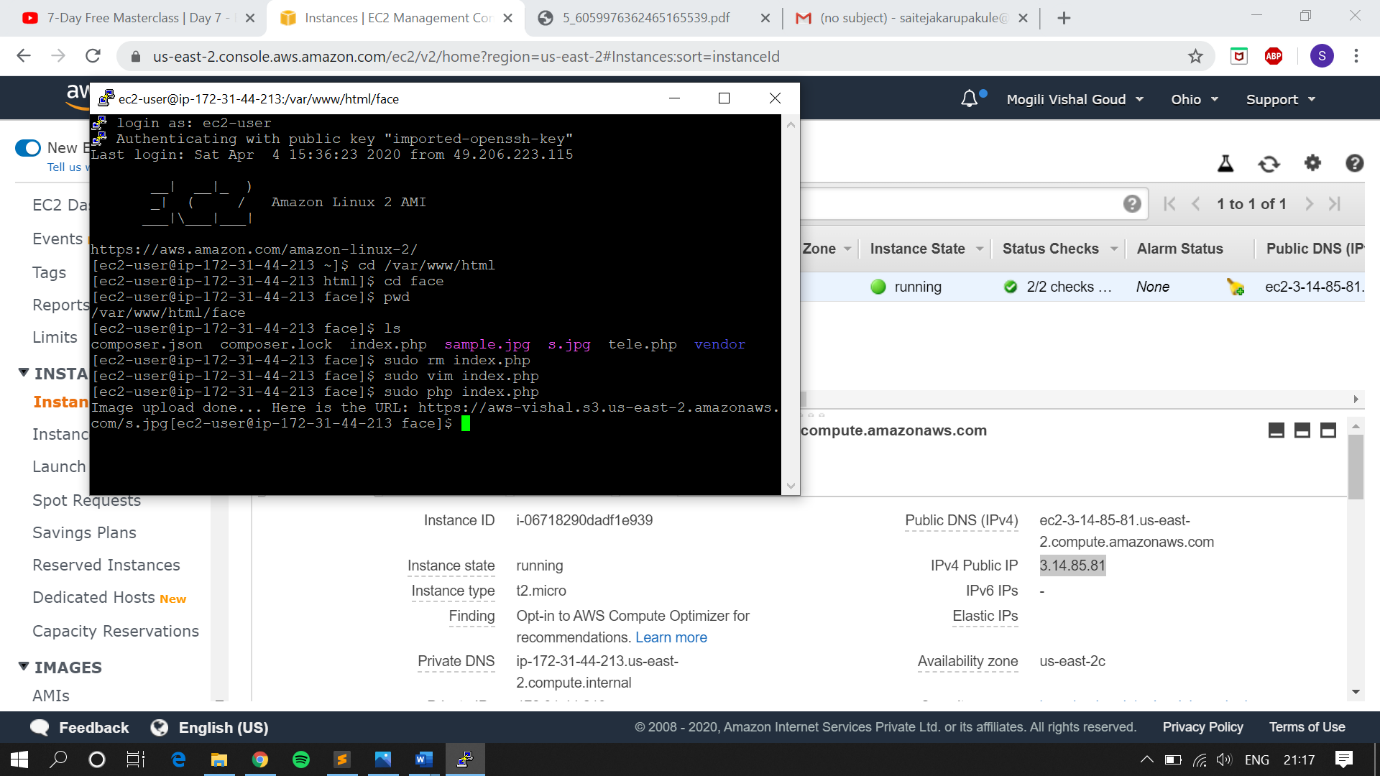 7-Day Free Masterclass | Day 7 -
Instances | EC2 Management Con
5_6059976362465165539.pdf
(no subject) - saitejakarupakule@
us-east-2.console.aws.amazon.com/ec2/v2/home?region=us-east-2#Instances:sort=instanceId
ABP
S
aw
Mogili Vishal Goud
Ohio
Support
ec2-user@ip-172-31-44-213:/var/www/html/face
login as: ec2-user
Authenticating with public key "imported-openssh-key"
Last login: Sat Apr  4 15:36:23 2020 from 49.206.223.115
__|  __|_  )
_|  (     /   Amazon Linux 2 AMI
___|\___|___|
https://aws.amazon.com/amazon-linux-2/
[ec2-user@ip-172-31-44-213 ~]$ cd /var/www/html
[ec2-user@ip-172-31-44-213 html]$ cd face
[ec2-user@ip-172-31-44-213 face]$ pwd
/var/www/html/face
[ec2-user@ip-172-31-44-213 face]$ ls
composer.json  composer.lock  index.php  sample.jpg  s.jpg  tele.php  vendor
[ec2-user@ip-172-31-44-213 face]$ sudo rm index.php
[ec2-user@ip-172-31-44-213 face]$ sudo vim index.php
[ec2-user@ip-172-31-44-213 face]$ sudo php index.php
Image upload done... Here is the URL: https://aws-vishal.s3.us-east-2.amazonaws.
com/s.jpg[ec2-user@ip-172-31-44-213 face]$
New E
Tell us
EC2 Da
Events
Tags
Reports
Limits
INSTA
Instan
Instanc
Launch
Spot Requests
Savings Plans
Reserved Instances
Dedicated Hosts New
Capacity Reservations
IMAGES
AMIs
1 to 1 of 1
Zone
Instance State
Status Checks
Alarm Status
Public DNS (IP
running
2/2 checks ...
None
ec2-3-14-85-81.
compute.amazonaws.com
Instance ID i-06718290dadf1e939
Instance state running
Instance type t2.micro
Finding Opt-in to AWS Compute Optimizer for
recommendations. Learn more
Private DNS ip-172-31-44-213.us-east-
2.compute.internal
Public DNS (IPv4) ec2-3-14-85-81.us-east-
2.compute.amazonaws.com
IPv4 Public IP 3.14.85.81
IPv6 IPs -
Elastic IPs
Availability zone us-east-2c
Feedback
English (US)
© 2008 - 2020, Amazon Internet Services Private Ltd. or its affiliates. All rights reserved.
Privacy Policy
Terms of Use
ENG
21:17